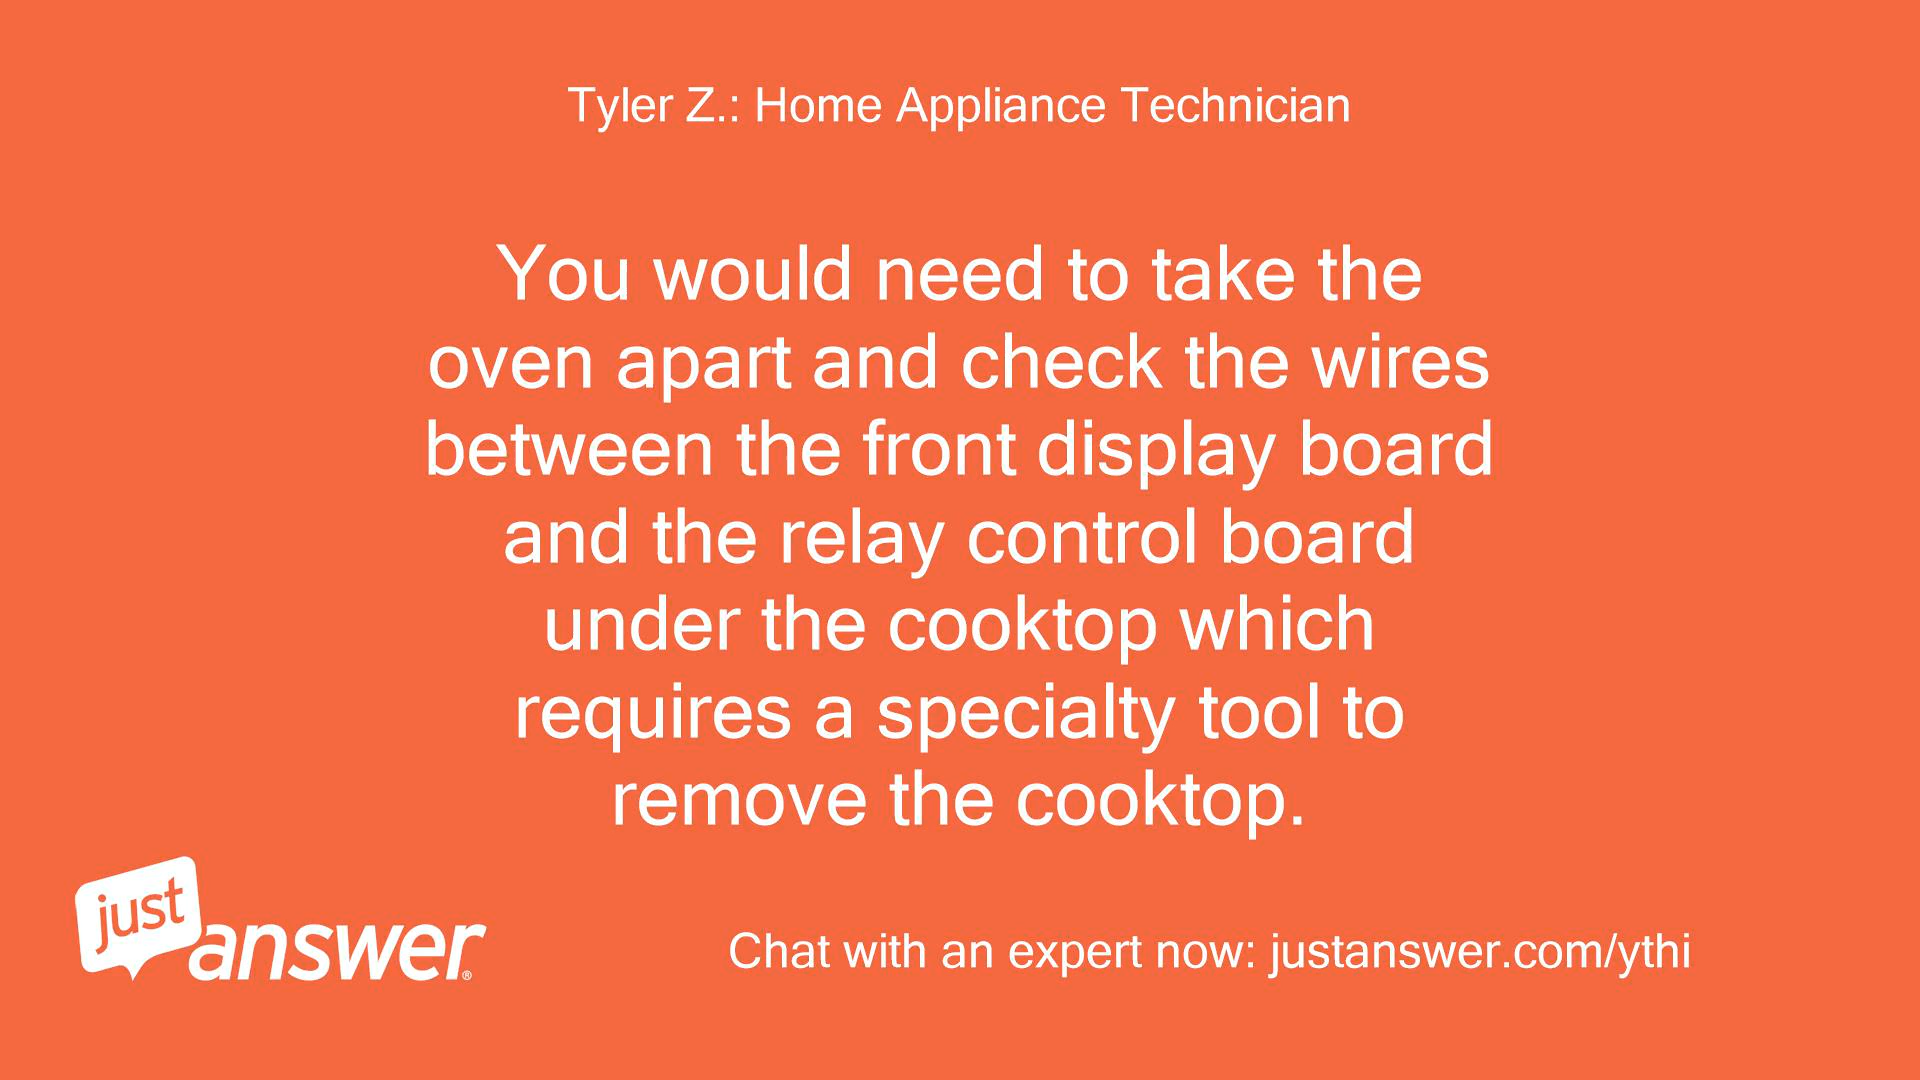 Tyler Z.: Home Appliance Technician
You would need to take the
oven apart and check the wires
between the front display board
and the relay control board
under the cooktop which
requires a specialty tool to
remove the cooktop.
just
answer®
Chat with an expert now: justanswer.com/ythi